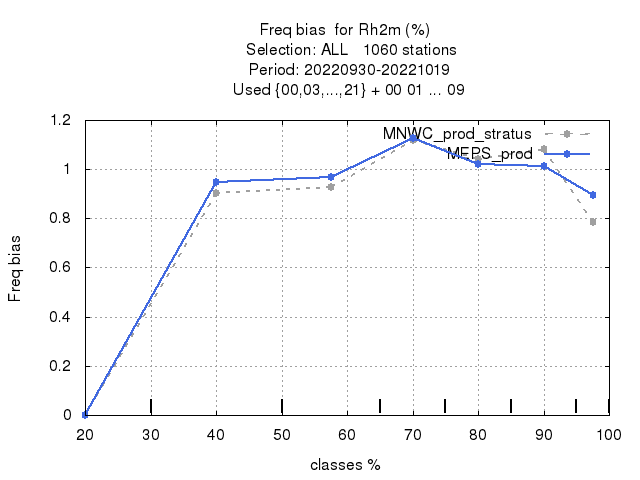 Freq bias  for Rh2m (%)
Selection: ALL   1060 stations
Period: 20220930-20221019
Used {00,03,...,21} + 00 01 ... 09
MNWC_prod_stratus
MEPS_prod
1.2
1
0.8
0.6
0.4
0.2
0
Freq bias
20 30 40 50 60 70 80 90 100
classes %